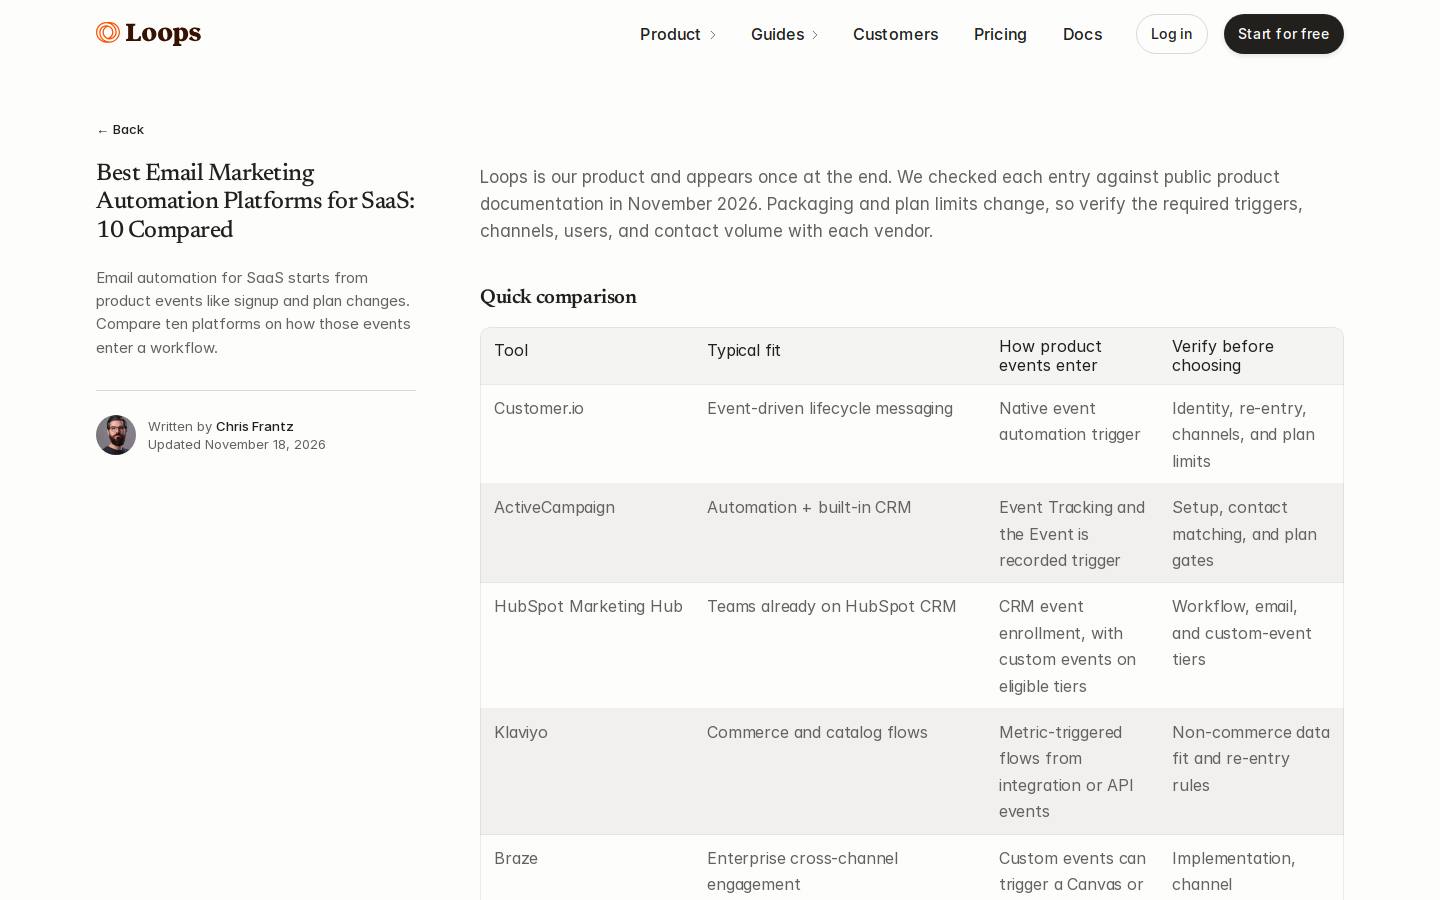 Loops
Product
Guides
Customers
Pricing
Docs
Log in
Start for free
← Back
Best Email Marketing
Automation Platforms for SaaS:
10 Compared
Email automation for SaaS starts from
product events like signup and plan changes.
Compare ten platforms on how those events
enter a workflow.
Written by Chris Frantz
Updated November 18, 2026
Loops is our product and appears once at the end. We checked each entry against public product
documentation in November 2026. Packaging and plan limits change, so verify the required triggers,
channels, users, and contact volume with each vendor.
Quick comparison
Tool
Typical fit
How product
events enter
Verify before
choosing
Customer.io
Event-driven lifecycle messaging
Native event
automation trigger
Identity, re-entry,
channels, and plan
limits
ActiveCampaign
Automation + built-in CRM
Event Tracking and
the Event is
recorded trigger
Setup, contact
matching, and plan
gates
HubSpot Marketing Hub
Teams already on HubSpot CRM
CRM event
enrollment, with
custom events on
eligible tiers
Workflow, email,
and custom-event
tiers
Klaviyo
Commerce and catalog flows
Metric-triggered
flows from
integration or API
events
Non-commerce data
fit and re-entry
rules
Braze
Enterprise cross-channel
engagement
Custom events can
trigger a Canvas or
Implementation,
channel